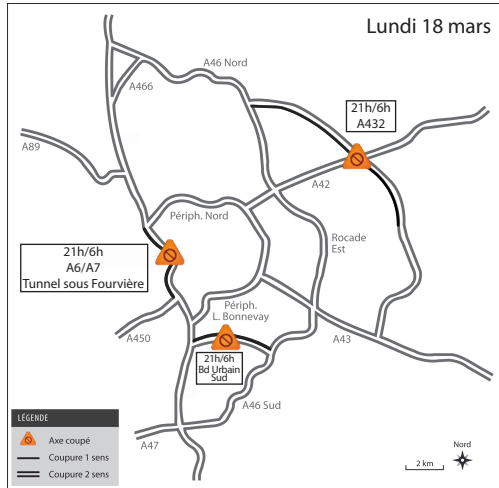 Lundi 18 mars
A46 Nord
A466
21h/6h
A432
A89
A42
Périph. Nord
Rocade
Est
21h/6h
A6/A7
Tunnel sous Fourvière
Périph.
L. Bonnevay
A450
A43
21h/6h
Bd Urbain
Sud
A46 Sud
A47
LÉGENDE
Axe coupé
Coupure 1 sens
Coupure 2 sens
Nord
2 km